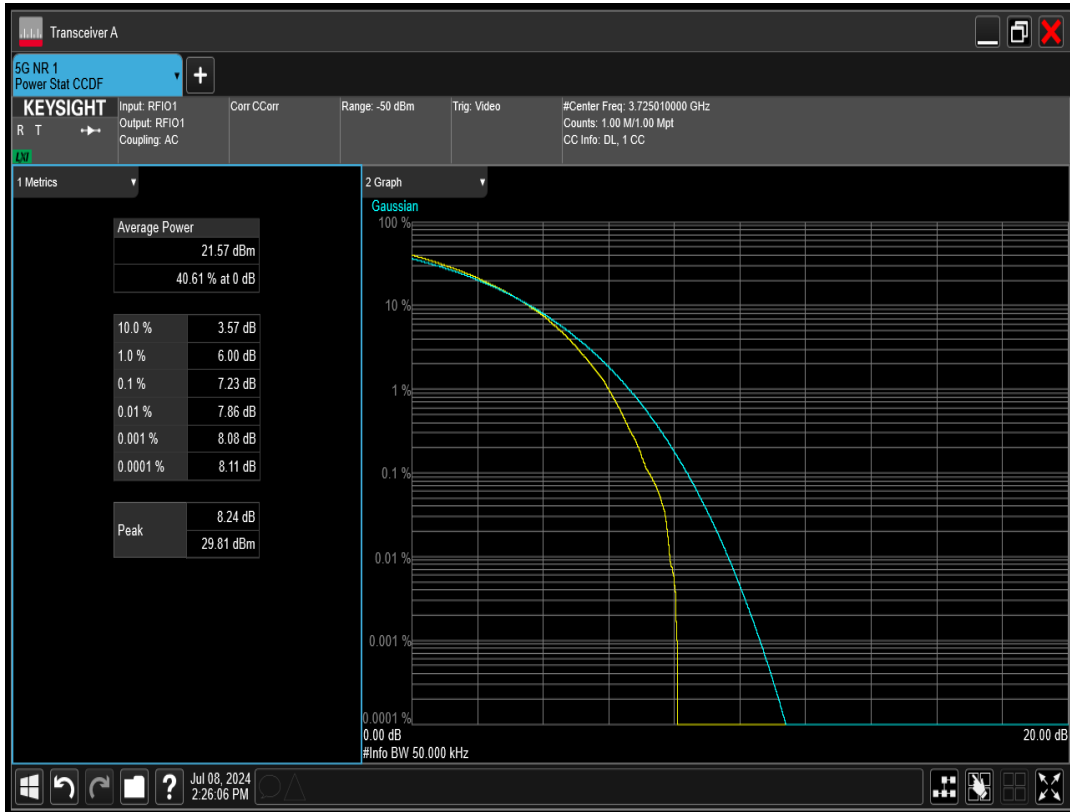 Transceiver A
5G NR 1
Power Stat CCDF
+
KEYSIGHT
R T
LXI
Input: RFIO1
Output: RFIO1
Coupling: AC
Corr CCorr
Range: -50 dBm
Trig: Video
#Center Freq: 3.725010000 GHz
Counts: 1.00 M/1.00 Mpt
CC Info: DL, 1 CC
1 Metrics
Average Power
21.57 dBm
40.61 % at 0 dB
10.0 % 3.57 dB
1.0 % 6.00 dB
0.1 % 7.23 dB
0.01 % 7.86 dB
0.001 % 8.08 dB
0.0001 % 8.11 dB
Peak
8.24 dB
29.81 dBm
2 Graph
Gaussian
100 %
10 %
1 %
0.1 %
0.01 %
0.001 %
0.0001 %
0.00 dB 20.00 dB
#Info BW 50.000 kHz
?
Jul 08, 2024
2:26:06 PM